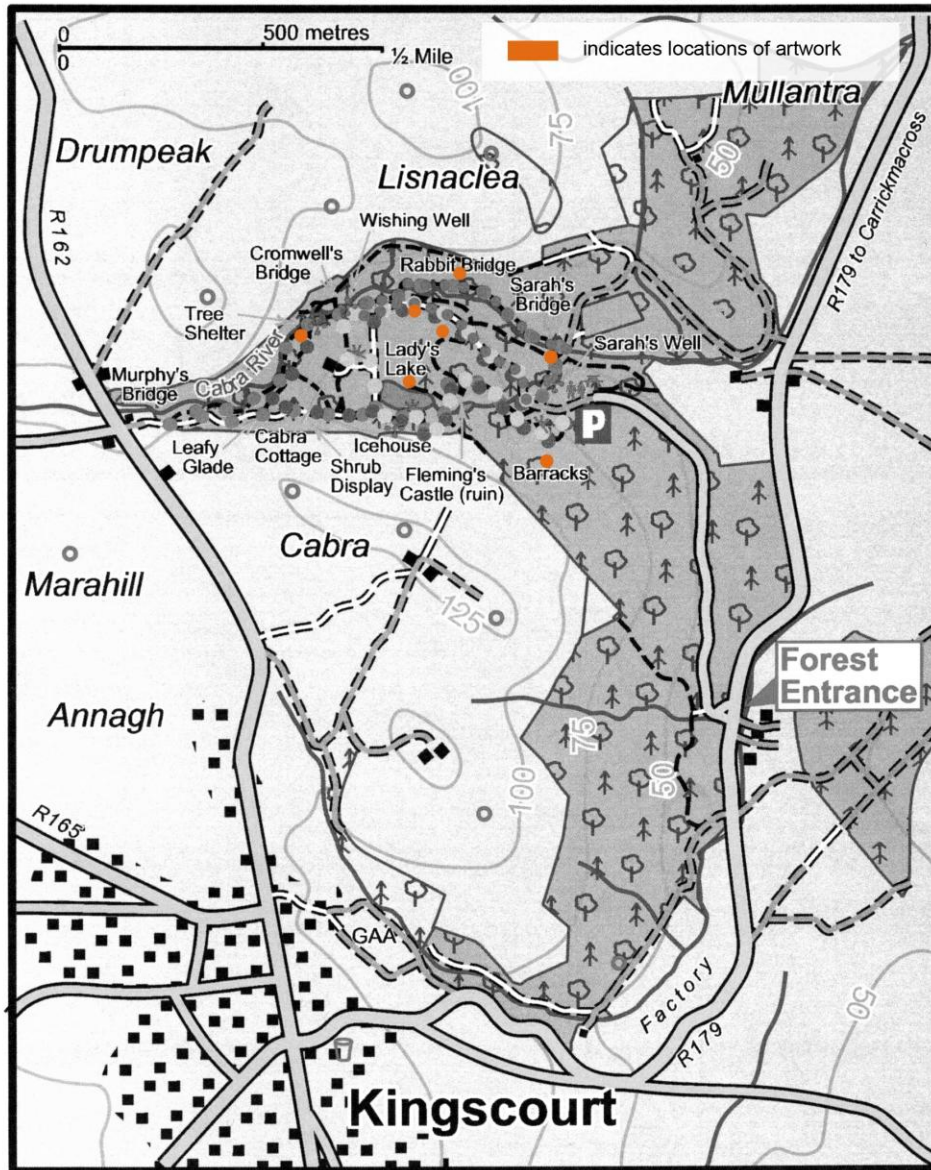 0
500 metres
0
½ Mile
indicates locations of artwork
Mullantra
100
75
50
Drumpeak
Lisnaclea
R162
R179 to Carrickmacross
Wishing Well
Cromwell's
Bridge
Rabbit Bridge
Sarah's
Bridge
Tree
Shelter
Cabra River
Lady's
Lake
Sarah's Well
Murphy's
Bridge
P
Leafy
Glade
Cabra
Cottage
Icehouse
Shrub
Display
Fleming's
Castle (ruin)
Barracks
Cabra
Marahill
125
Forest
Entrance
Annagh
75
50
100
R165
GAA
Factory
R179
50
Kingscourt